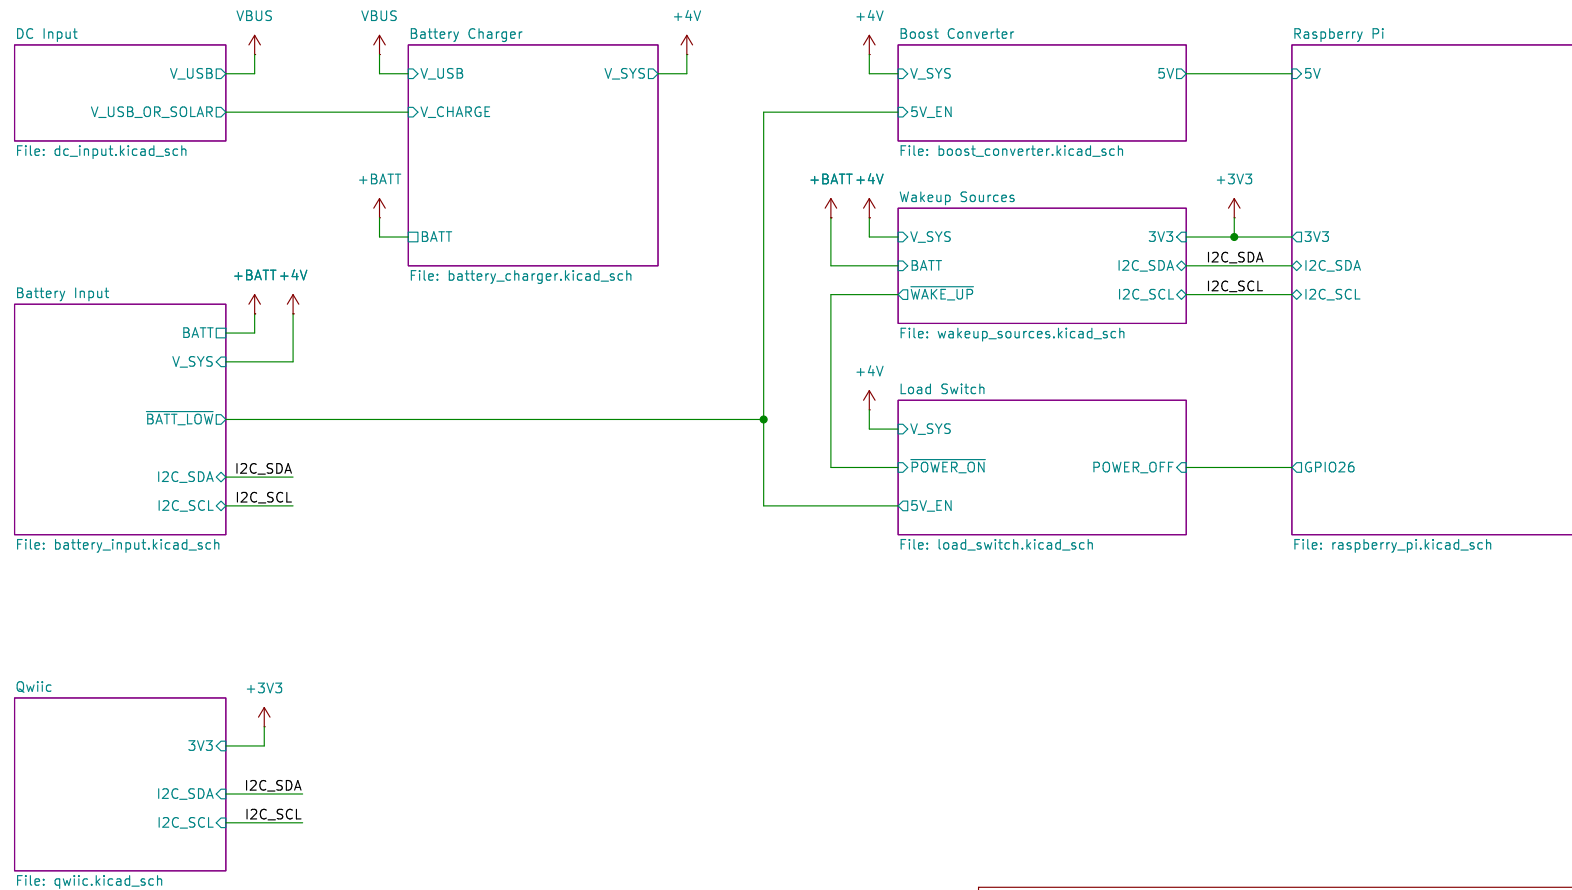 DC Input
VBUS
V_USB
V_USB_OR_SOLAR
File: dc_input.kicad_sch
VBUS
Battery Charger
+4V
V_USB
V_SYS
V_CHARGE
+BATT
BATT
File: battery_charger.kicad_sch
+4V
Boost Converter
V_SYS
5V
5V_EN
File: boost_converter.kicad_sch
Raspberry Pi
5V
3V3
I2C_SDA
I2C_SCL
GPIO26
File: raspberry_pi.kicad_sch
+BATT +4V
Wakeup Sources
+3V3
V_SYS
3V3
BATT
I2C_SDA
I2C_SDA
WAKE_UP
I2C_SCL
I2C_SCL
File: wakeup_sources.kicad_sch
+BATT +4V
Battery Input
BATT
V_SYS
BATT_LOW
I2C_SDA
I2C_SDA
I2C_SCL
I2C_SCL
File: battery_input.kicad_sch
+4V
Load Switch
V_SYS
POWER_ON
POWER_OFF
5V_EN
File: load_switch.kicad_sch
Qwiic
+3V3
3V3
I2C_SDA
I2C_SDA
I2C_SCL
I2C_SCL
File: qwiic.kicad_sch